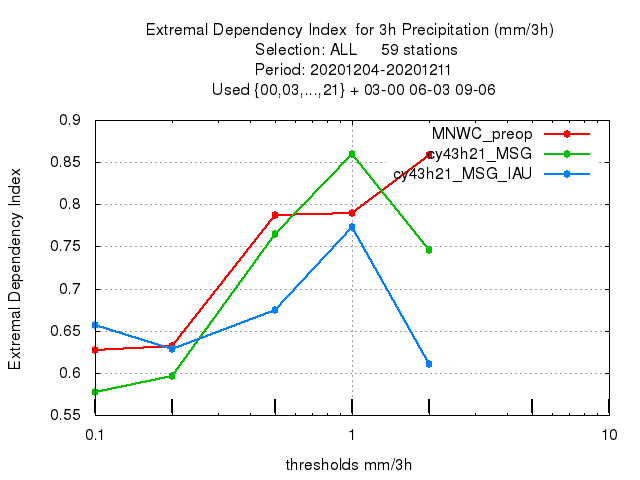 Extremal Dependency Index  for 3h Precipitation (mm/3h)
Selection: ALL     59 stations
Period: 20201204-20201211
Used {00,03,...,21} + 03-00 06-03 09-06
MNWC_preop
cy43h21_MSG
cy43h21_MSG_IAU
Extremal Dependency Index
0.9
0.85
0.8
0.75
0.7
0.65
0.6
0.55
0.1
1
10
thresholds mm/3h